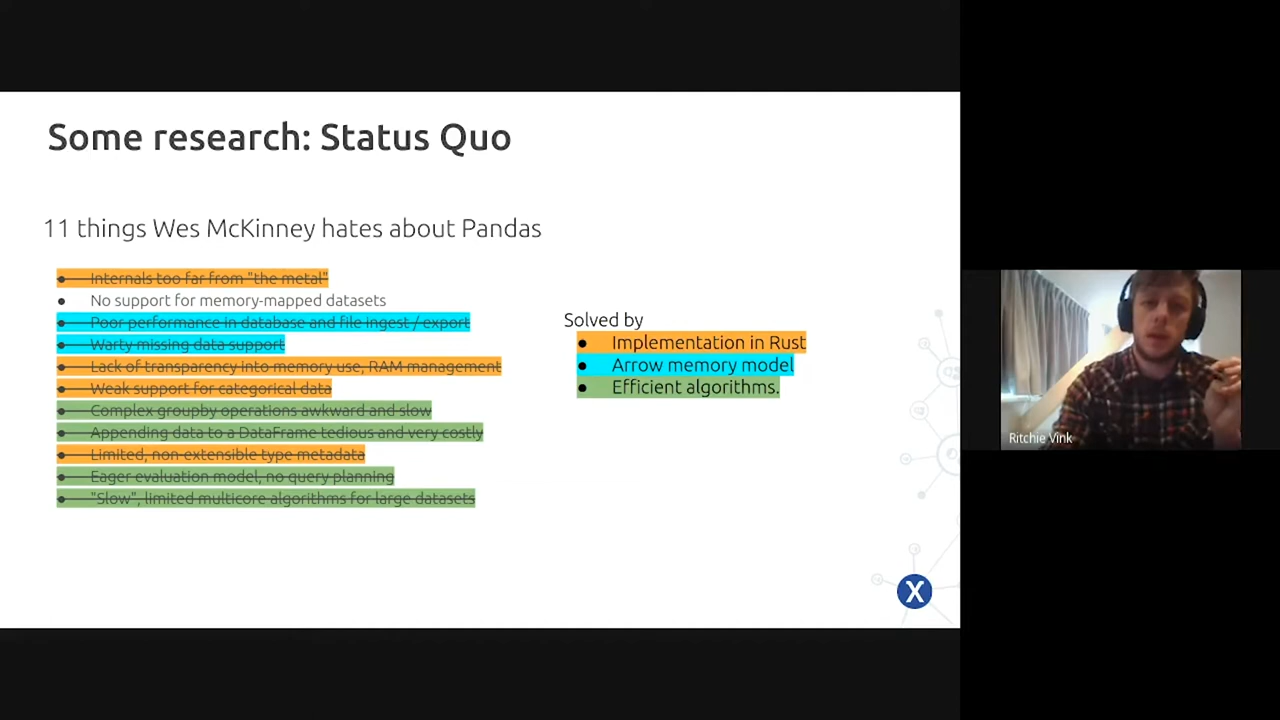 Some research: Status Quo
11 things Wes McKinney hates about Pandas
● Internals too far from "the metal"
● No support for memory-mapped datasets
● Poor performance in database and file ingest / export
● Warty missing data support
● Lack of transparency into memory use, RAM management
● Weak support for categorical data
● Complex groupby operations awkward and slow
● Appending data to a DataFrame tedious and very costly
● Limited, non-extensible type metadata
● Eager evaluation model, no query planning
● "Slow", limited multicore algorithms for large datasets
Solved by
● Implementation in Rust
● Arrow memory model
● Efficient algorithms.
X
Ritchie Vink